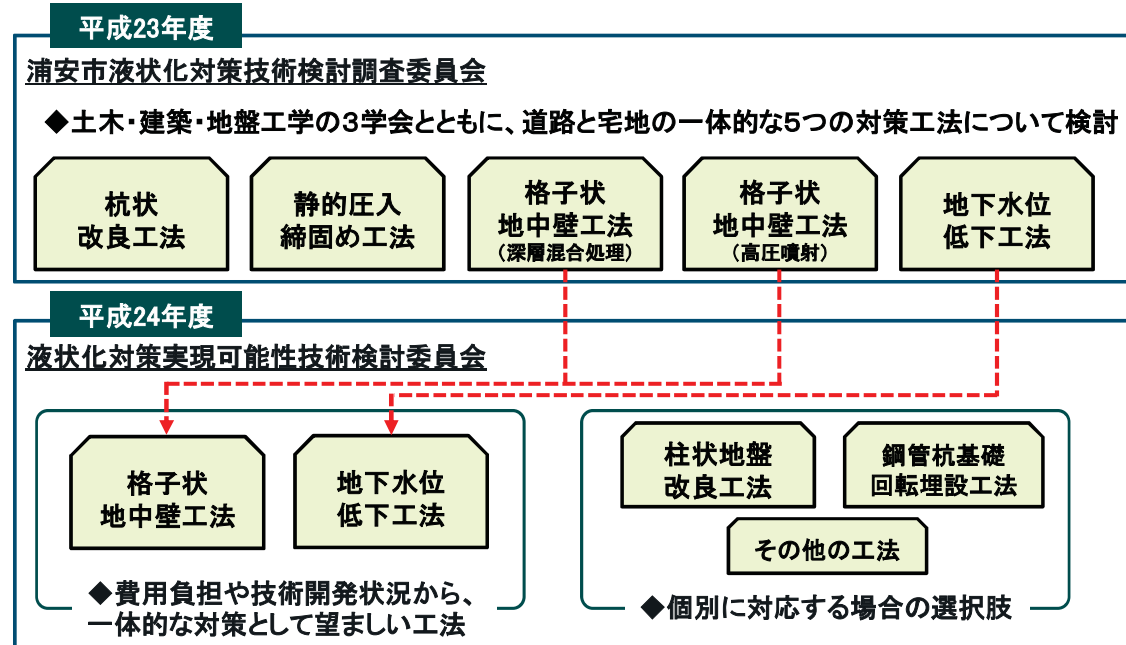 平成23年度
浦安市液状化対策技術検討調査委員会
◆土木・建築・地盤工学の３学会とともに、道路と宅地の一体的な５つの対策工法について検討
杭状
改良工法
静的圧入
締固め工法
格子状
地中壁工法
（深層混合処理）
格子状
地中壁工法
（高圧噴射）
地下水位
低下工法
平成24年度
液状化対策実現可能性技術検討委員会
格子状
地中壁工法
地下水位
低下工法
◆費用負担や技術開発状況から、
一体的な対策として望ましい工法
柱状地盤
改良工法
鋼管杭基礎
回転埋設工法
その他の工法
◆個別に対応する場合の選択肢